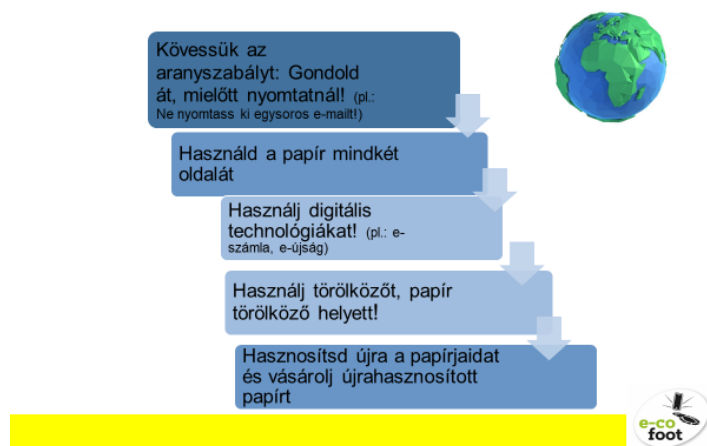 Kövessük az
aranyszabályt: Gondold
át, mielőtt nyomtatnál! (pl.:
Ne nyomtass ki egysoros e-mailt!)
Használd a papír mindkét
oldalát
Használj digitális
technológiákat! (pl.: e-
számla, e-újság)
Használj törölközőt, papír
törölköző helyett!
Hasznosítsd újra a papírjaidat
és vásárolj újrahasznosított
papírt
e-co
foot